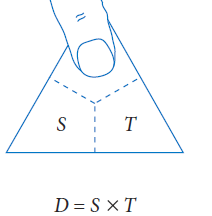 S T
D = S × T